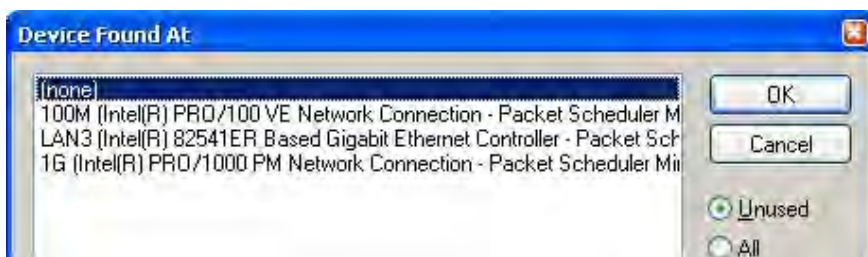 Device Found At
(none)
100M (Intel(R) PRO/100 VE Network Connection - Packet Scheduler M
LAN3 (Intel(R) 82541ER Based Gigabit Ethernet Controller - Packet Sch
1G (Intel(R) PRO/1000 PM Network Connection - Packet Scheduler Mii
OK
Cancel
Unused
All